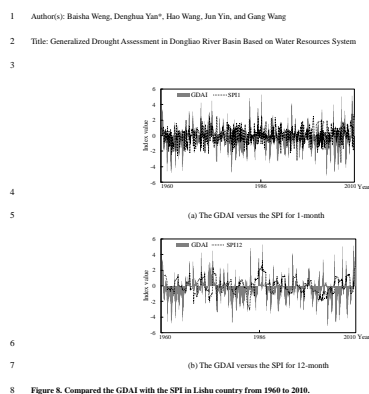 1 Author(s): Baisha Weng, Denghua Yan*, Hao Wang, Jun Yin, and Gang Wang
2 Title: Generalized Drought Assessment in Dongliao River Basin Based on Water Resources System
3
GDAI SPI1
6
4
2
0
-2
-4
-6
Index value
1960 1986 2010 Year
4
5 (a) The GDAI versus the SPI for 1-month
GDAI SPI12
6
4
2
0
-2
-4
-6
Index value
1960 1986 2010 Year
6
7 (b) The GDAI versus the SPI for 12-month
8 Figure 8. Compared the GDAI with the SPI in Lishu country from 1960 to 2010.